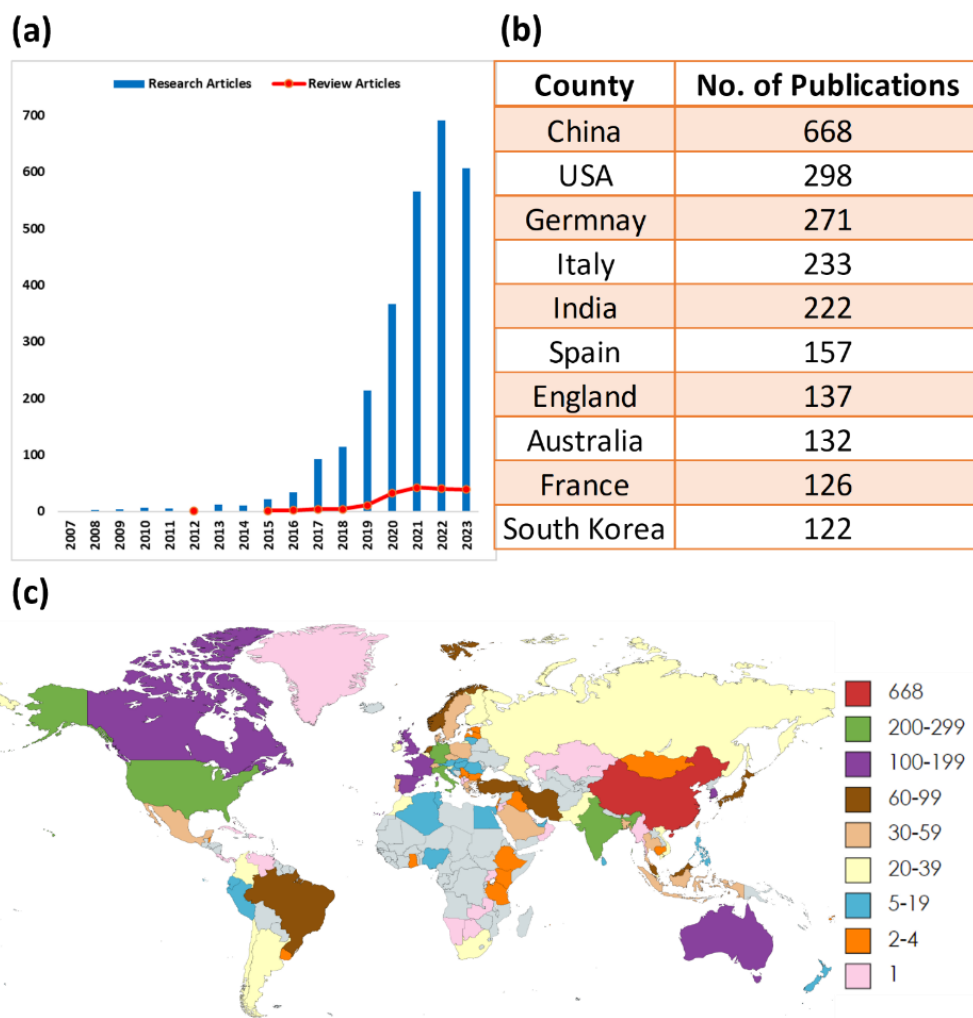 (a)
Research Articles Review Articles
700
600
500
400
300
200
100
0
2007 2008 2009 2010 2011 2012 2013 2014 2015 2016 2017 2018 2019 2020 2021 2022 2023
(b)
County No. of Publications
China 668
USA 298
Germnay 271
Italy 233
India 222
Spain 157
England 137
Australia 132
France 126
South Korea 122
(c)
668
200-299
100-199
60-99
30-59
20-39
5-19
2-4
1